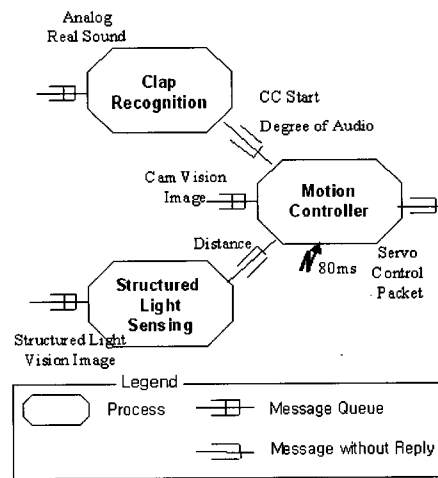 Analog
Real Sound
Clap
Recognition
CC Start
Degree of Audio
Cam Vision
Image
Motion
Controller
Distance
80ms
Servo
Control
Packet
Structured
Light
Sensing
Structured Light
Vision Image
Legend
Process
Message Queue
Message without Reply